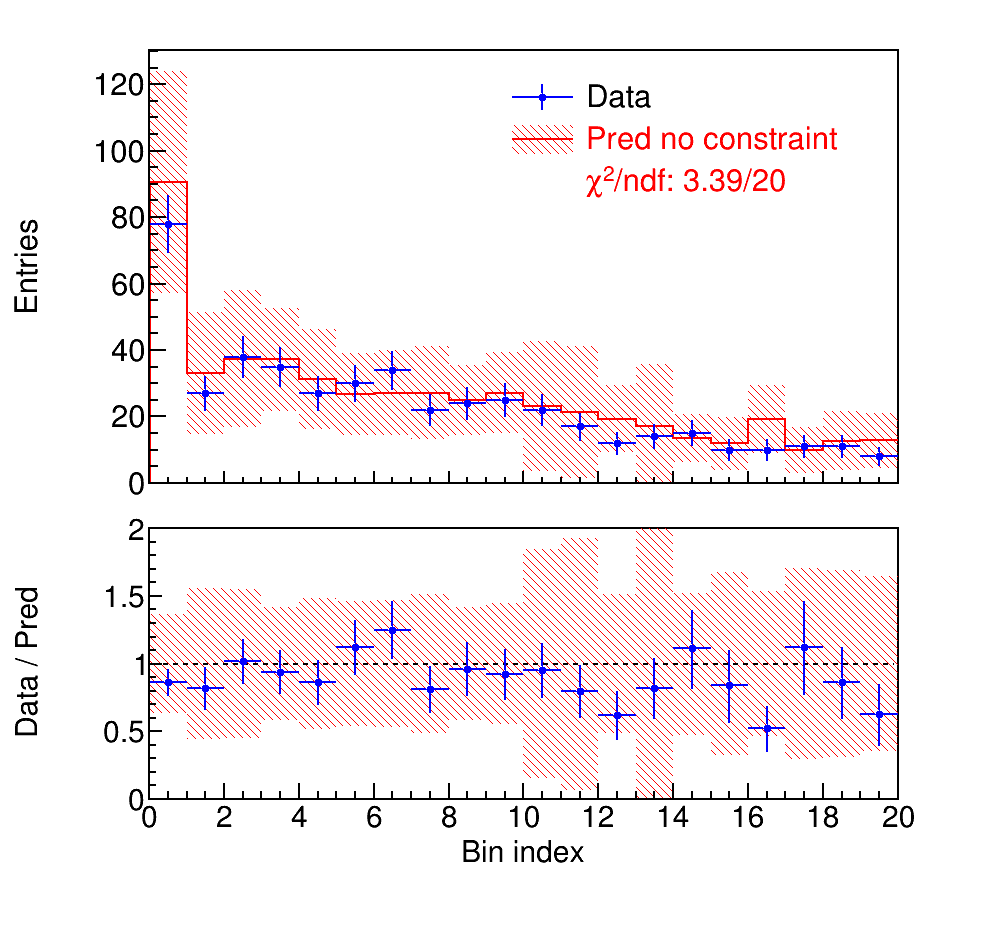 Data
Pred no constraint
χ²/ndf: 3.39/20
Entries
120
100
80
60
40
20
0
Data / Pred
2
1.5
1
0.5
0
0 2 4 6 8 10 12 14 16 18 20
Bin index